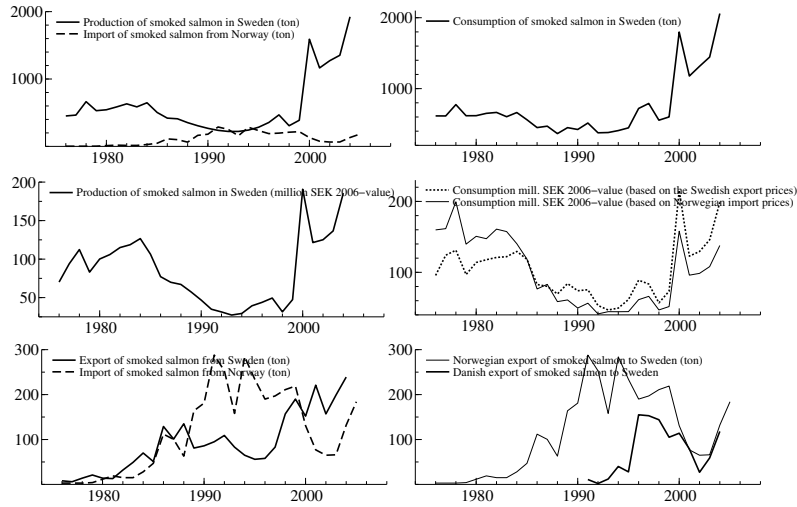 2000
Production of smoked salmon in Sweden (ton)
Import of smoked salmon from Norway (ton)
1000
1980 1990 2000
2000
Consumption of smoked salmon in Sweden (ton)
1000
1980 1990 2000
200
Production of smoked salmon in Sweden (million SEK 2006−value)
150
100
50
1980 1990 2000
Consumption mill. SEK 2006−value (based on the Swedish export prices)
200
Consumption mill. SEK 2006−value (based on Norwegian import prices)
100
1980 1990 2000
300
Export of smoked salmon from Sweden (ton)
Import of smoked salmon from Norway (ton)
200
100
1980 1990 2000
300
Norwegian export of smoked salmon to Sweden (ton)
Danish export of smoked salmon to Sweden
200
100
1980 1990 2000